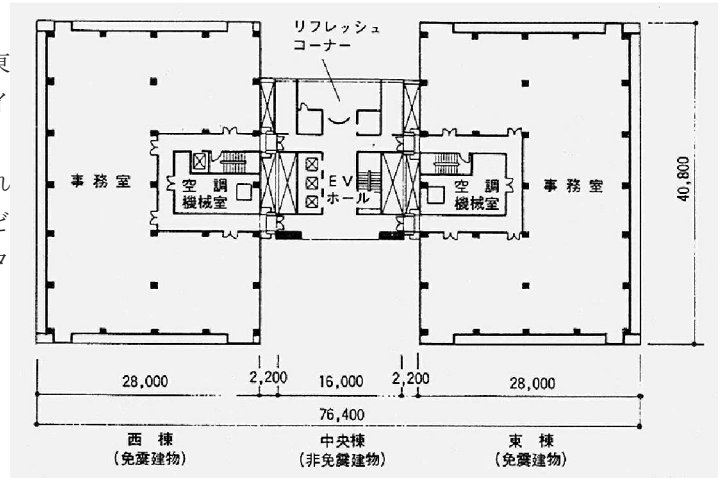 リフレッシュ
コーナー
事務室
空調
機械室
EV
ホール
空調
機械室
事務室
40,800
28,000
2,200
16,000
2,200
28,000
76,400
西棟
(免震建物)
中央棟
(非免震建物)
東棟
(免震建物)